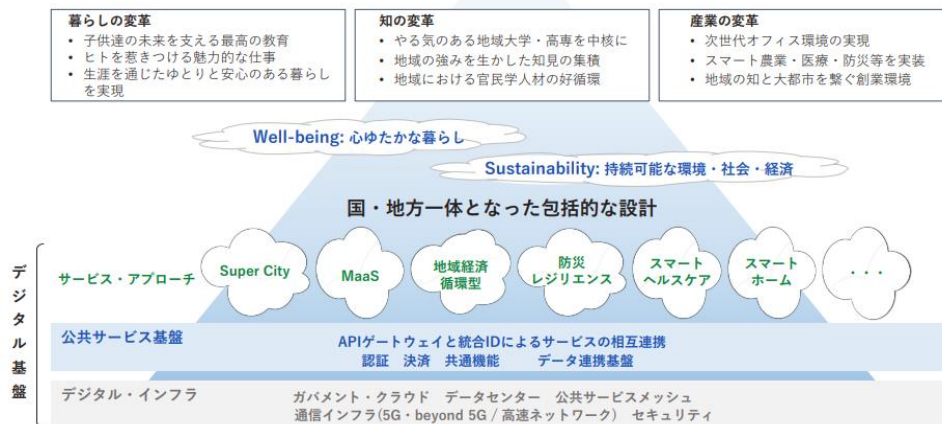 暮らしの変革
• 子供達の未来を支える最高の教育
• ヒトを惹きつける魅力的な仕事
• 生涯を通じたゆとりと安心のある暮らし
を実現
知の変革
• やる気のある地域大学・高専を中核に
• 地域の強みを生かした知見の集積
• 地域における官民学人材の好循環
産業の変革
• 次世代オフィス環境の実現
• スマート農業・医療・防災等を実装
• 地域の知と大都市を繋ぐ創業環境
Well-being: 心ゆたかな暮らし
Sustainability: 持続可能な環境・社会・経済
国・地方一体となった包括的な設計
デジタル基盤
サービス・アプローチ
Super City
MaaS
地域経済
循環型
防災
レジリエンス
スマート
ヘルスケア
スマート
ホーム
・・・
公共サービス基盤
APIゲートウェイと統合IDによるサービスの相互連携
認証 決済 共通機能 データ連携基盤
デジタル・インフラ
ガバメント・クラウド データセンター 公共サービスメッシュ
通信インフラ(5G・beyond 5G / 高速ネットワーク) セキュリティ